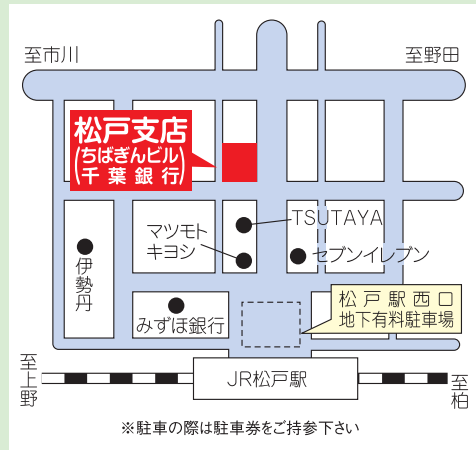 至市川
至野田
松戸支店
(ちばぎんビル)
(千葉銀行)
TSUTAYA
マツモト
キヨシ
セブンイレブン
伊勢丹
みずほ銀行
松戸駅西口
地下有料駐車場
至上野
JR松戸駅
至柏
※駐車の際は駐車券をご持参下さい